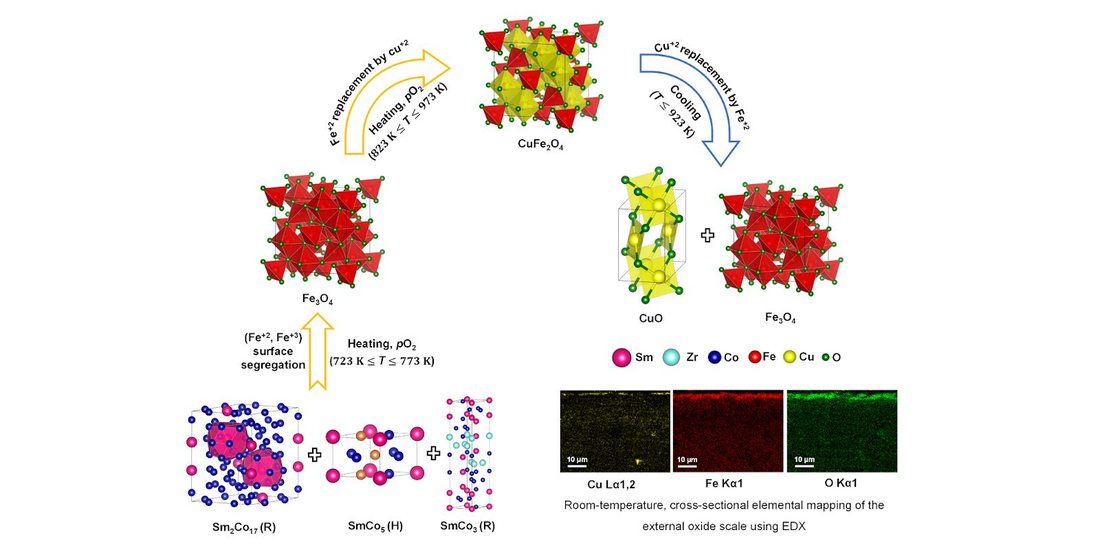 Fe+2 replacement by cu+2
Heating, pO2
(823 K ≤ T ≤ 973 K)
CuFe2O4
Cu+2 replacement by Fe+2
Cooling
(T ≤ 923 K)
Fe3O4
CuO
Fe3O4
(Fe+2, Fe+3)
surface
segregation
Heating, pO2
(723 K ≤ T ≤ 773 K)
Sm Zr Co Fe Cu O
Sm2Co17 (R)
SmCo5 (H)
SmCo3 (R)
10 µm
10 µm
10 µm
Cu Lα1,2
Fe Kα1
O Kα1
Room-temperature, cross-sectional elemental mapping of the
external oxide scale using EDX